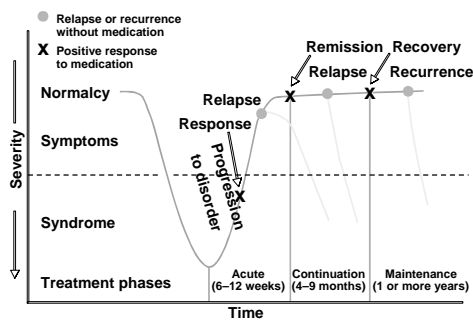 Relapse or recurrence
without medication
Positive response
to medication
Remission
Recovery
Normalcy
Relapse
Relapse
Recurrence
Response
Symptoms
Progression
to disorder
Severity
Syndrome
Treatment phases
Acute
(6–12 weeks)
Continuation
(4–9 months)
Maintenance
(1 or more years)
Time